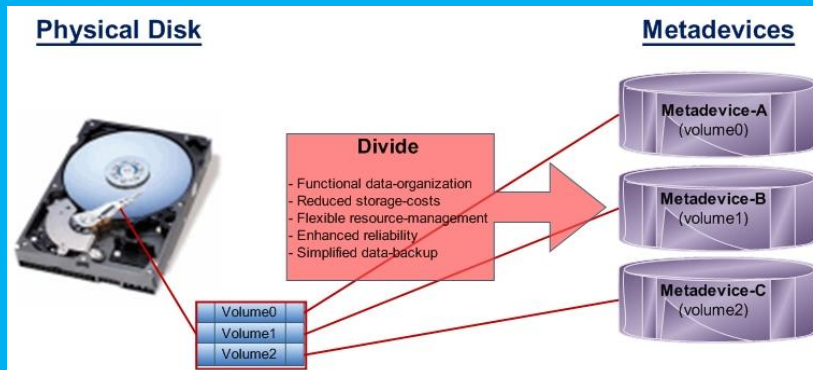 Physical Disk
Metadevices
Metadevice-A
(volume0)
Divide
- Functional data-organization
- Reduced storage-costs
- Flexible resource-management
- Enhanced reliability
- Simplified data-backup
Metadevice-B
(volume1)
Metadevice-C
(volume2)
Volume0
Volume1
Volume2